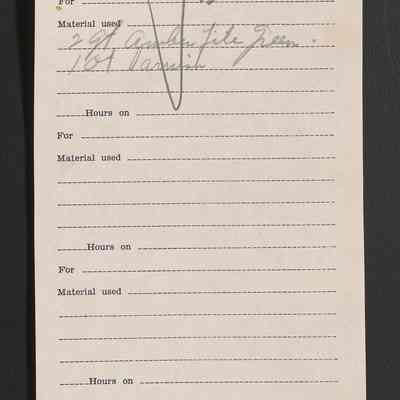 For
Material used
2 qt. Amber Tile Green.
1 Qt Varnish
Hours on
For
Material used
Hours on
For
Material used
Hours on